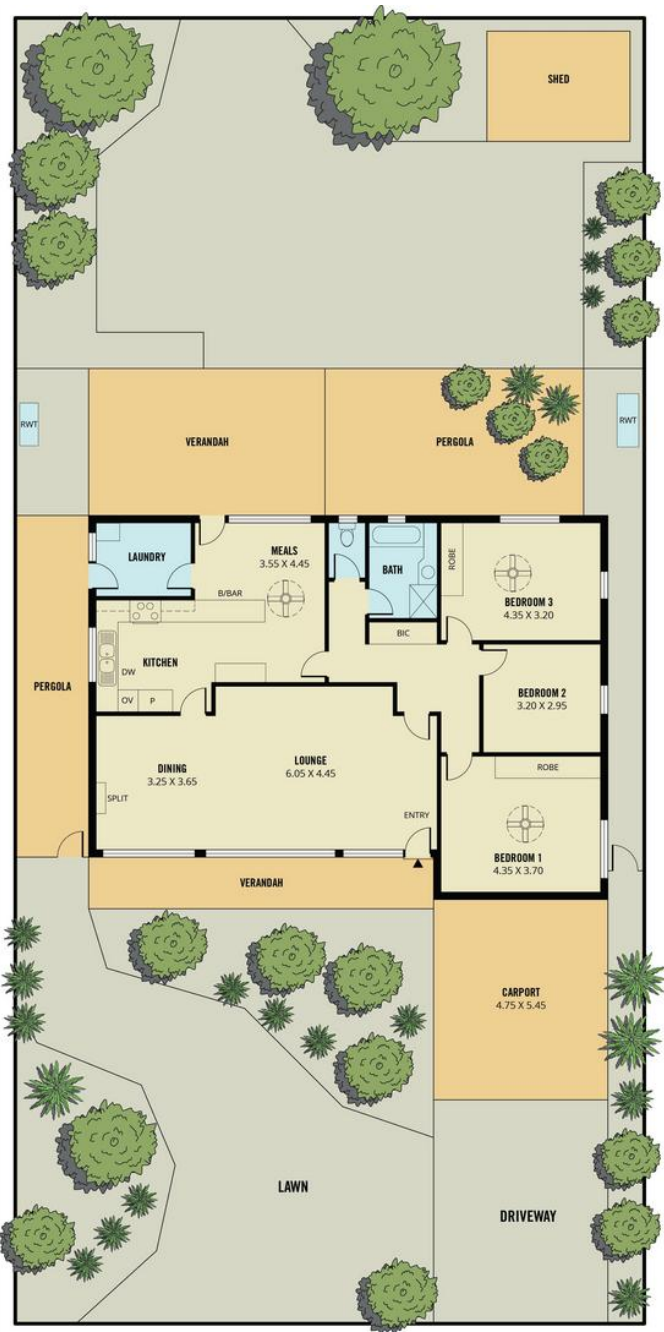 SHED
RWT
VERANDAH
PERGOLA
RWT
LAUNDRY
MEALS
3.55 X 4.45
BATH
ROBE
BEDROOM 3
4.35 X 3.20
B/BAR
BIC
KITCHEN
DW
OV
P
PERGOLA
BEDROOM 2
3.20 X 2.95
DINING
3.25 X 3.65
LOUNGE
6.05 X 4.45
ROBE
SPLIT
ENTRY
BEDROOM 1
4.35 X 3.70
VERANDAH
CARPORT
4.75 X 5.45
LAWN
DRIVEWAY